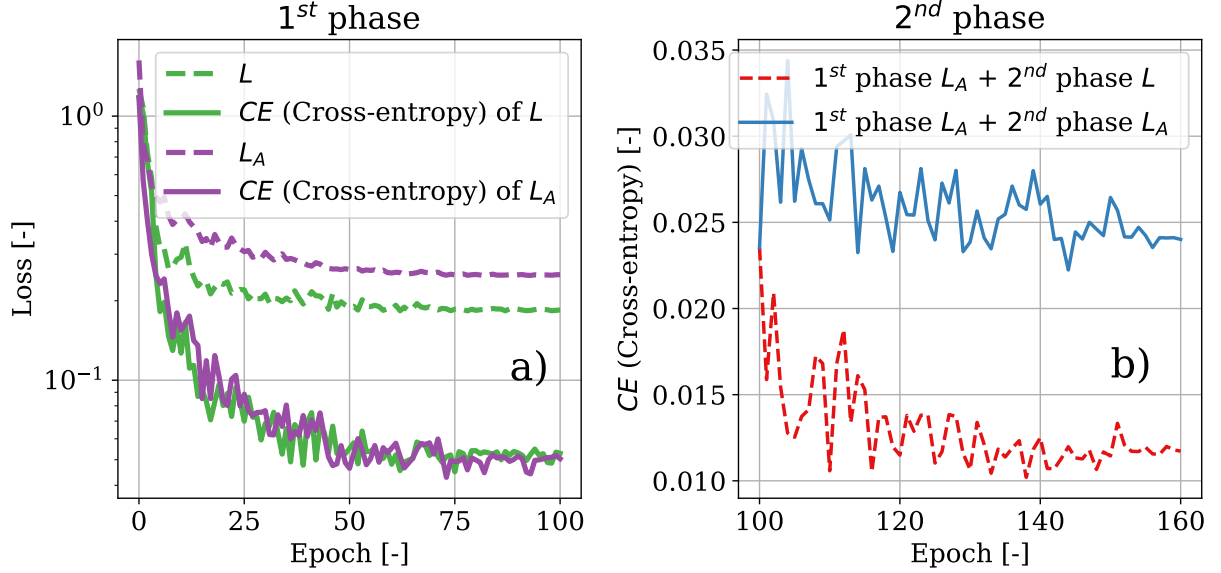 1st phase
L
CE (Cross-entropy) of L
L_A
CE (Cross-entropy) of L_A
Loss [-]
10^0
10^-1
a)
0 25 50 75 100
Epoch [-]
2nd phase
1st phase L_A + 2nd phase L
1st phase L_A + 2nd phase L_A
CE (Cross-entropy) [-]
0.035
0.030
0.025
0.020
0.015
0.010
b)
100 120 140 160
Epoch [-]